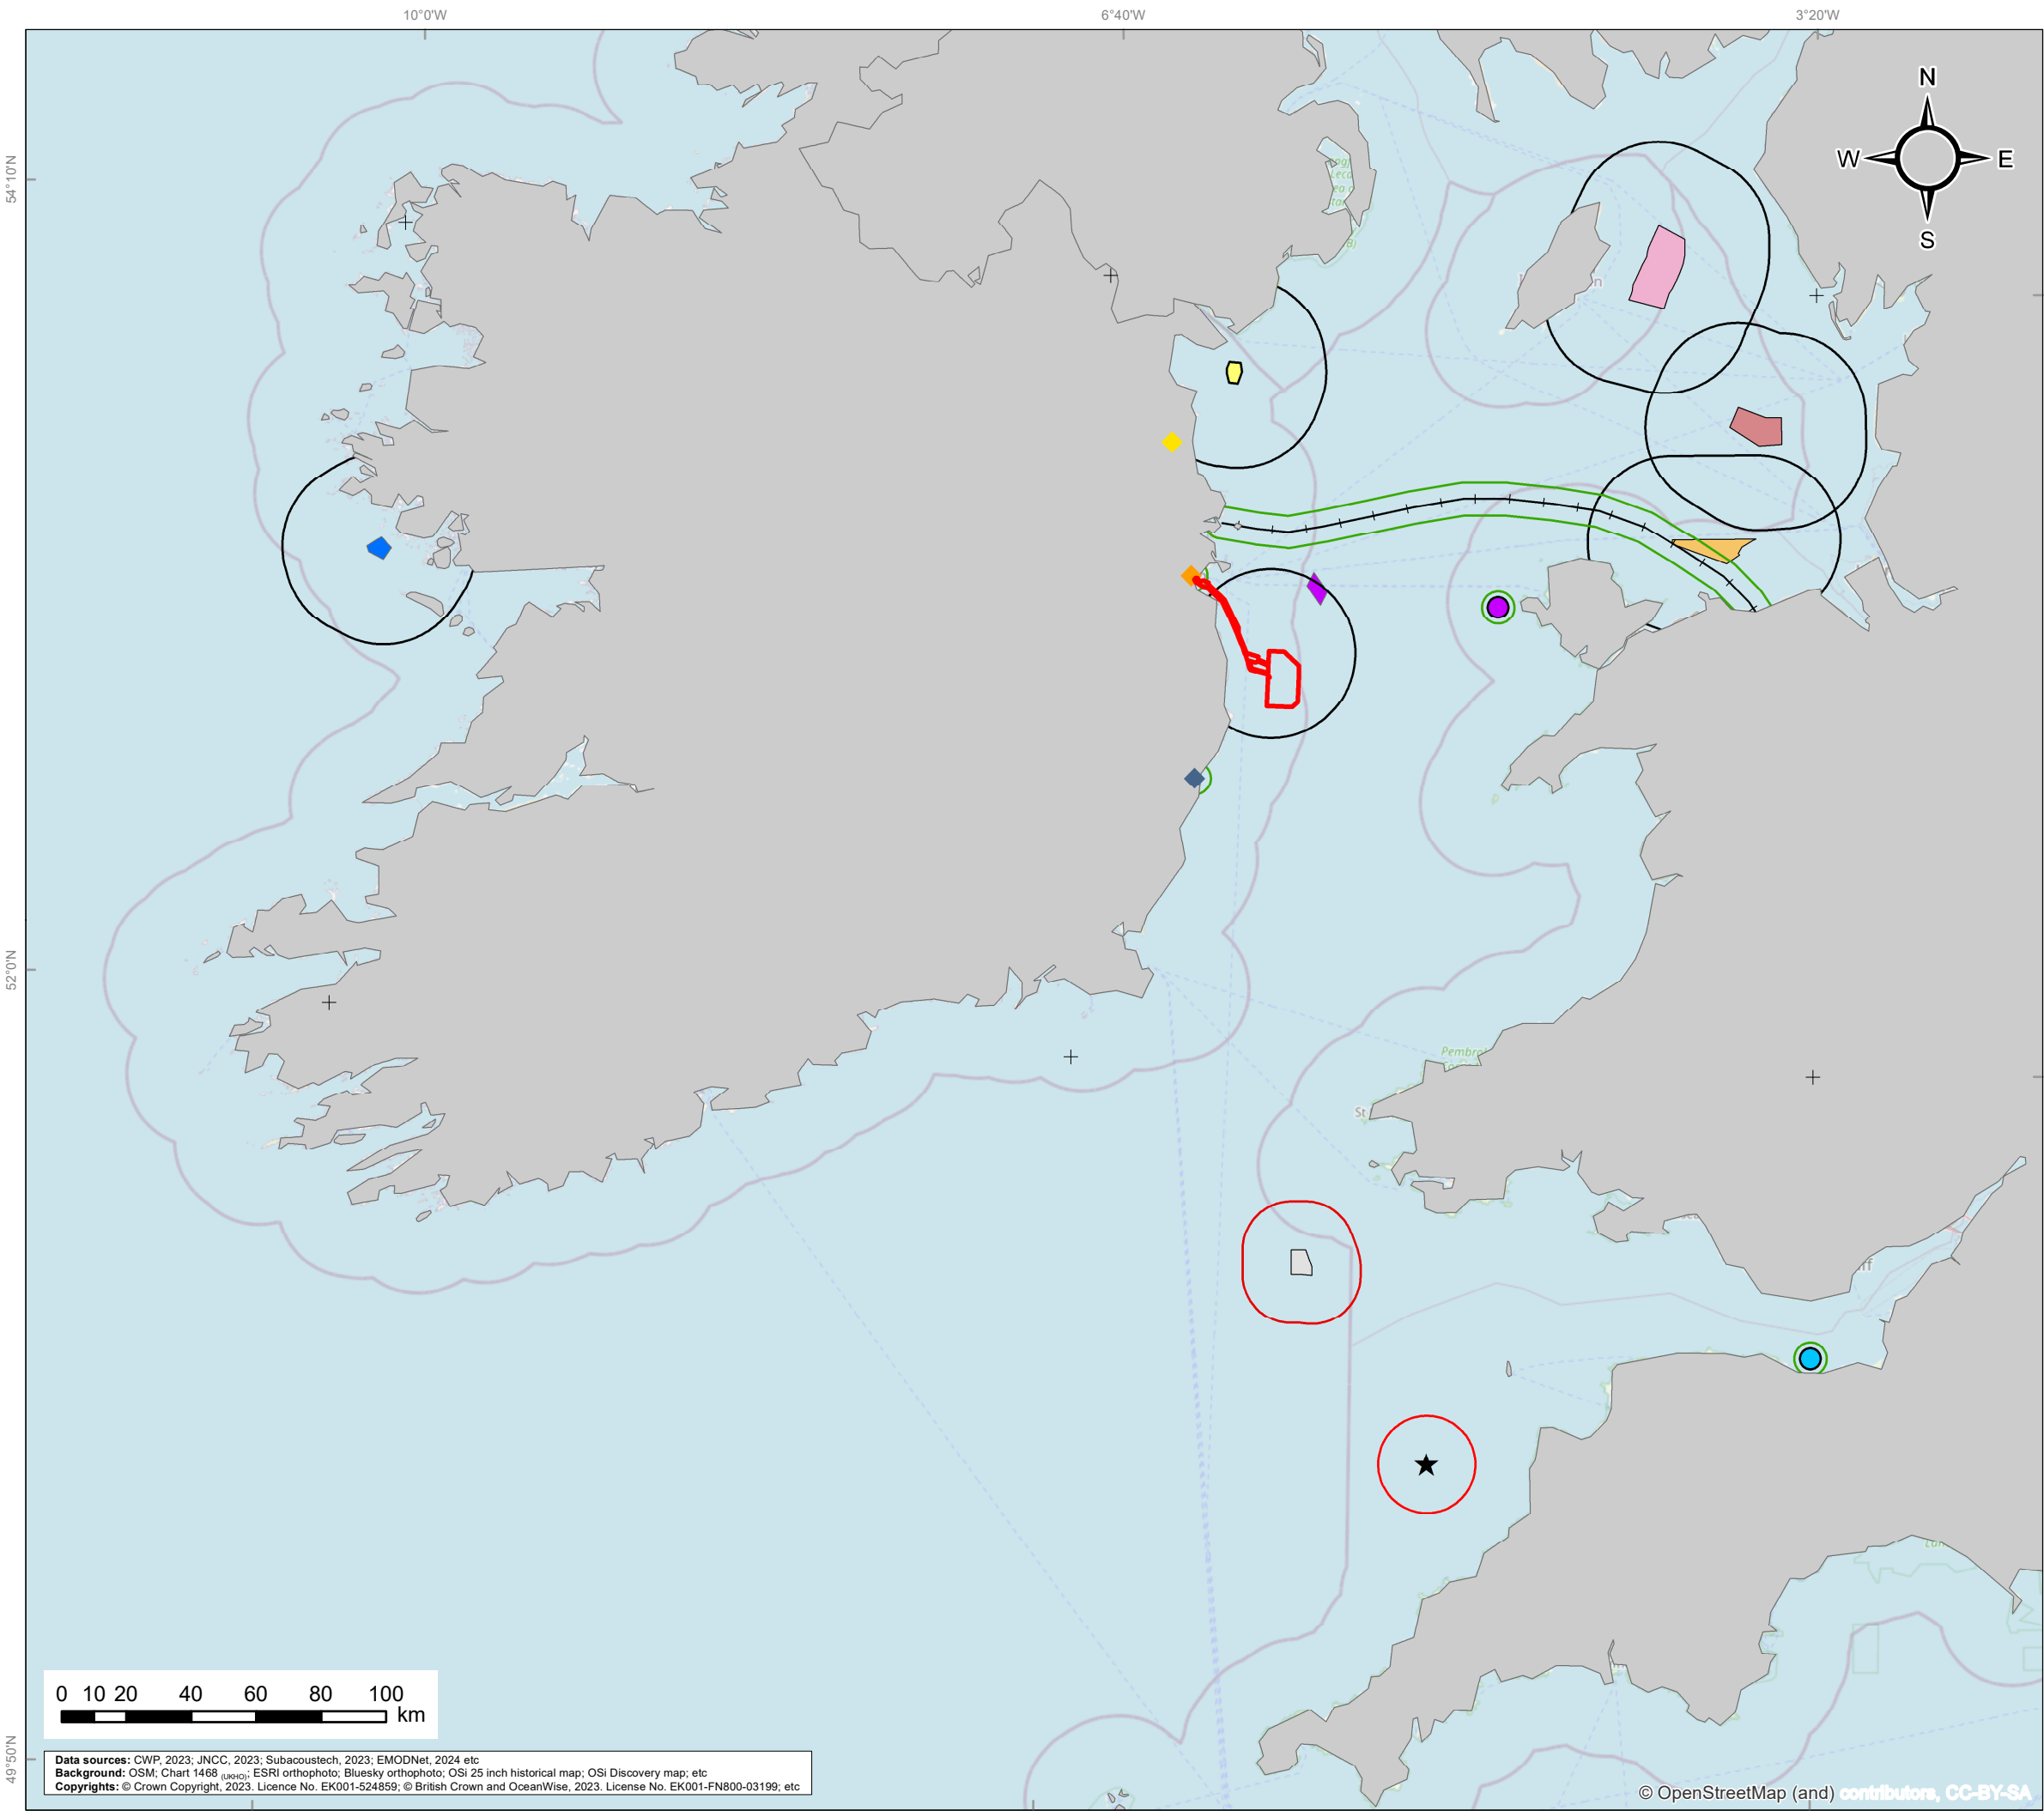 10°0'W 6°40'W 3°20'W
N
W E
S
54°10'N
52°0'N
49°50'N
Pembro
St
0 10 20 40 60 80 100
km
Data sources: CWP, 2023; JNCC, 2023; Subacoustech, 2023; EMODNet, 2024 etc
Background: OSM; Chart 1468 (UKHO); ESRI orthophoto; Bluesky orthophoto; OSi 25 inch historical map; OSi Discovery map; etc
Copyrights: © Crown Copyright, 2023. Licence No. EK001-524859; © British Crown and OceanWise, 2023. License No. EK001-FN800-03199; etc
© OpenStreetMap (and) contributors, CC-BY-SA